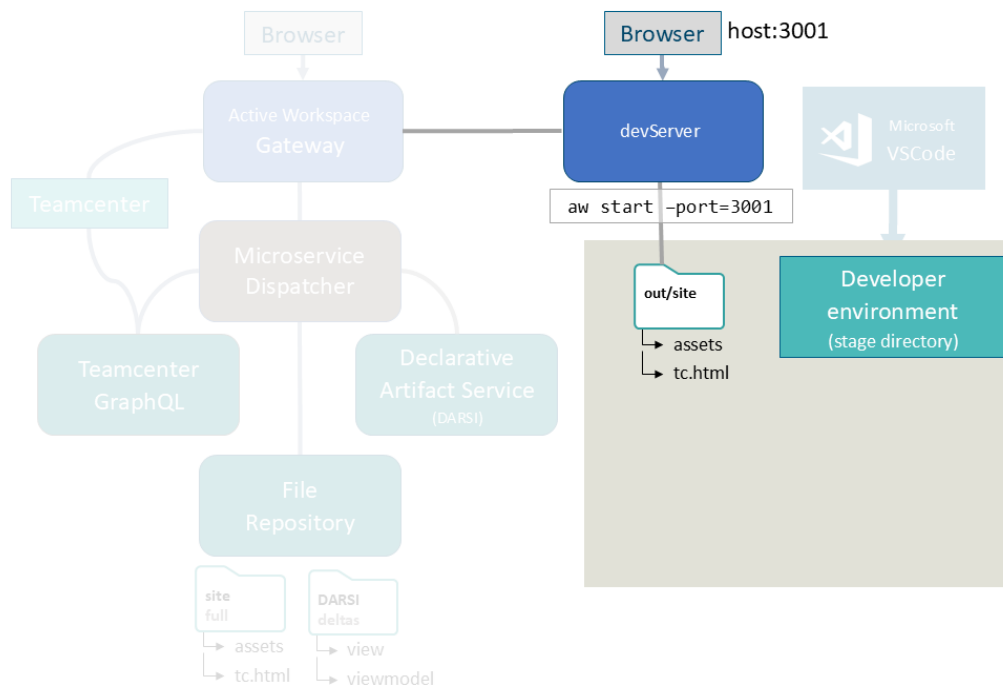 Browser
Browser
host:3001
Active Workspace
Gateway
devServer
Microsoft
VSCode
Teamcenter
aw start –port=3001
Microservice
Dispatcher
out/site
assets
tc.html
Developer
environment
(stage directory)
Teamcenter
GraphQL
Declarative
Artifact Service
(DARSI)
File
Repository
site
full
assets
tc.html
DARSI
deltas
view
viewmodel